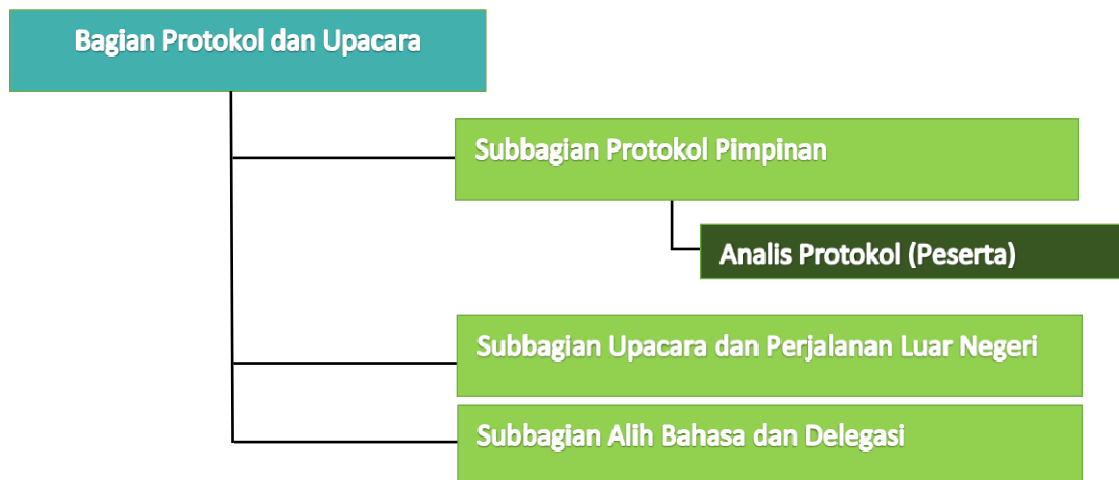 Bagian Protokol dan Upacara
Subbagian Protokol Pimpinan
Analis Protokol (Peserta)
Subbagian Upacara dan Perjalanan Luar Negeri
Subbagian Alih Bahasa dan Delegasi